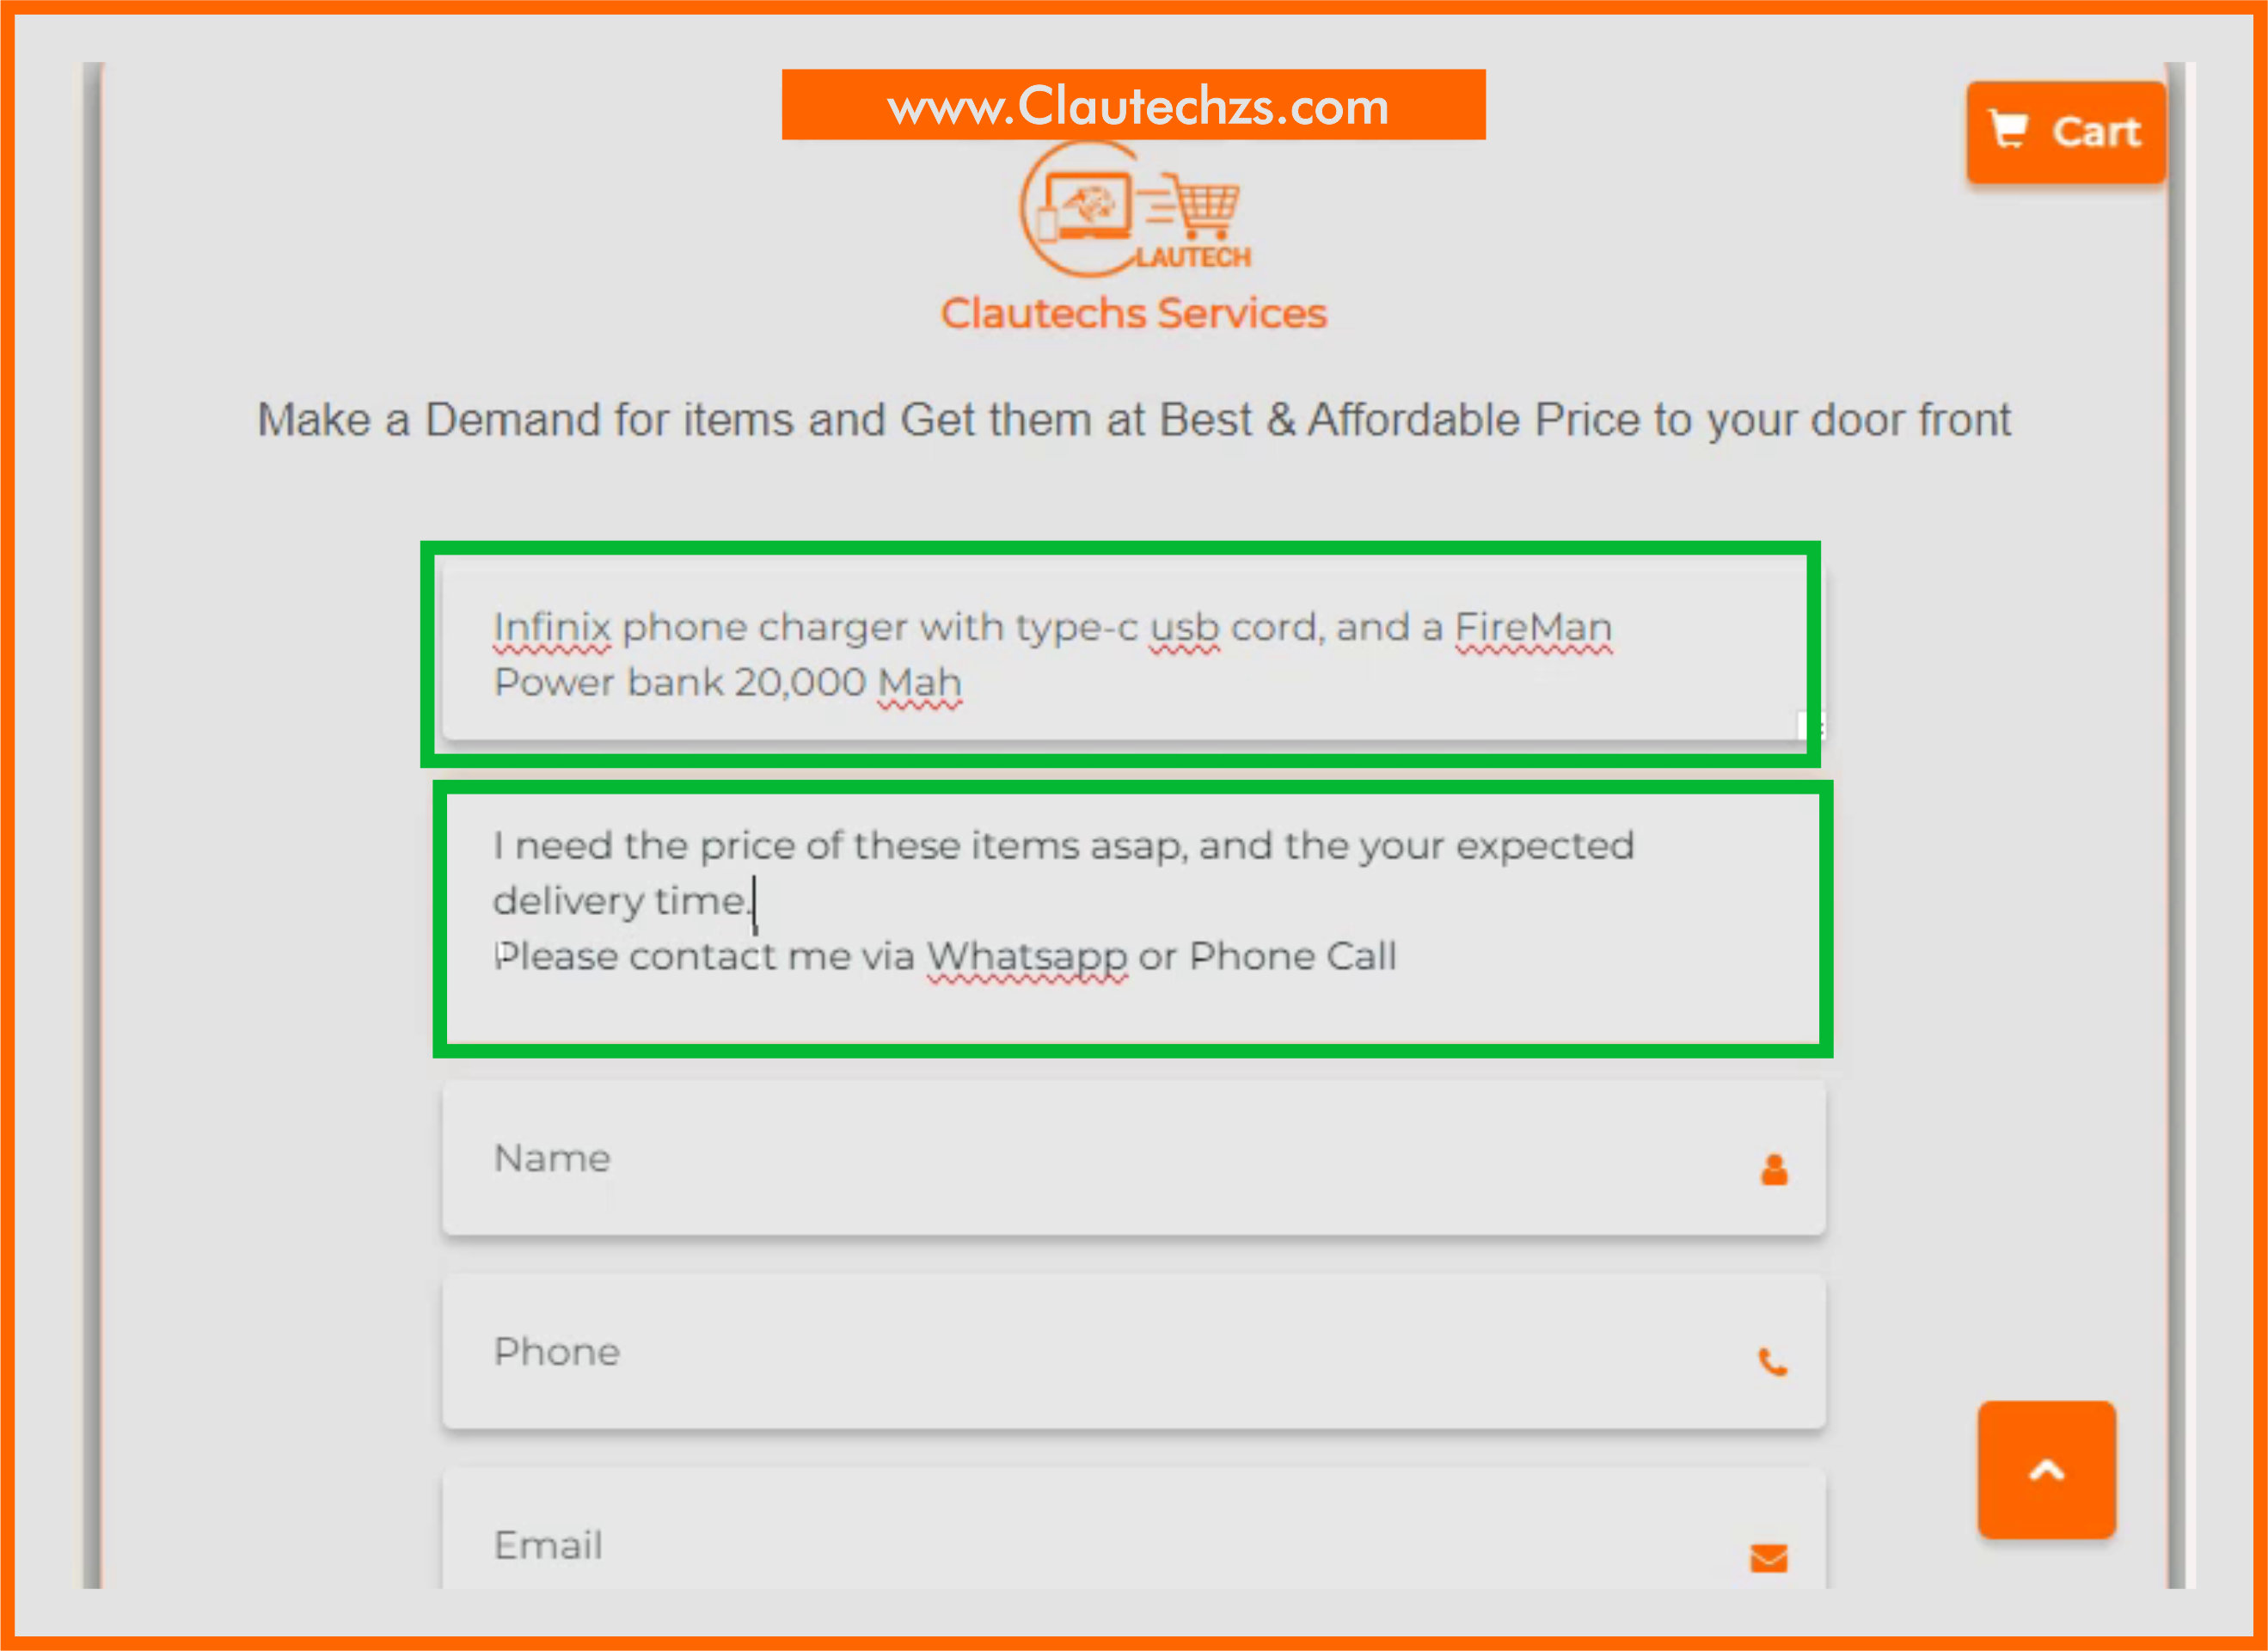 www.Clautechzs.com
Cart
LAUTECH
Clautechs Services
Make a Demand for items and Get them at Best & Affordable Price to your door front
Infinix phone charger with type-c usb cord, and a FireMan
Power bank 20,000 Mah
I need the price of these items asap, and the your expected
delivery time.
Please contact me via Whatsapp or Phone Call
Name
Phone
Email